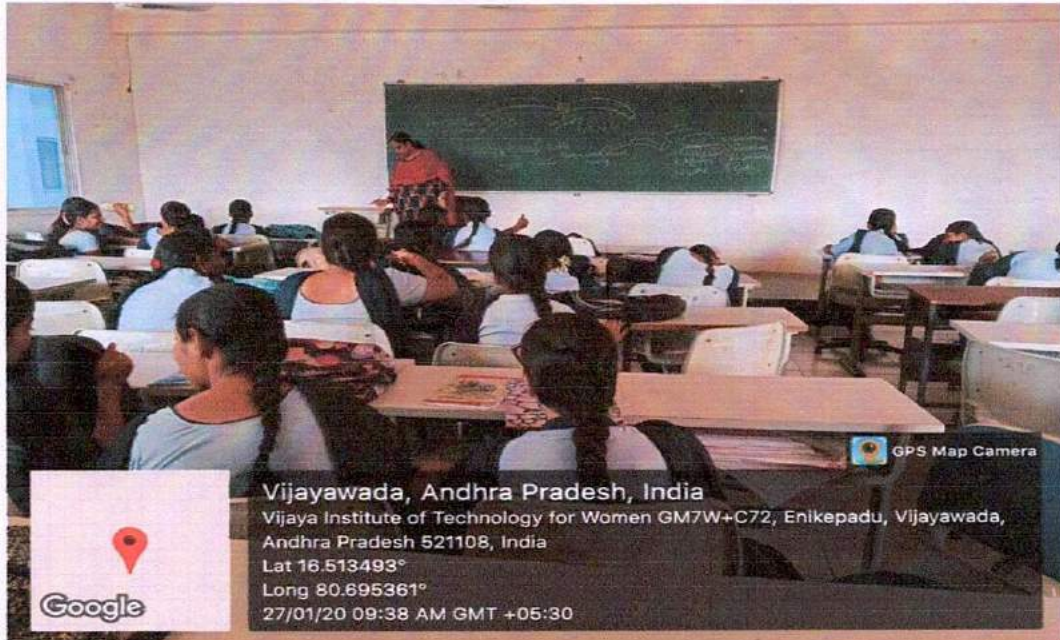 GPS Map Camera
Vijayawada, Andhra Pradesh, India
Vijaya Institute of Technology for Women GM7W+C72, Enikepadu, Vijayawada,
Andhra Pradesh 521108, India
Lat 16.513493°
Long 80.695361°
27/01/20 09:38 AM GMT +05:30
Google